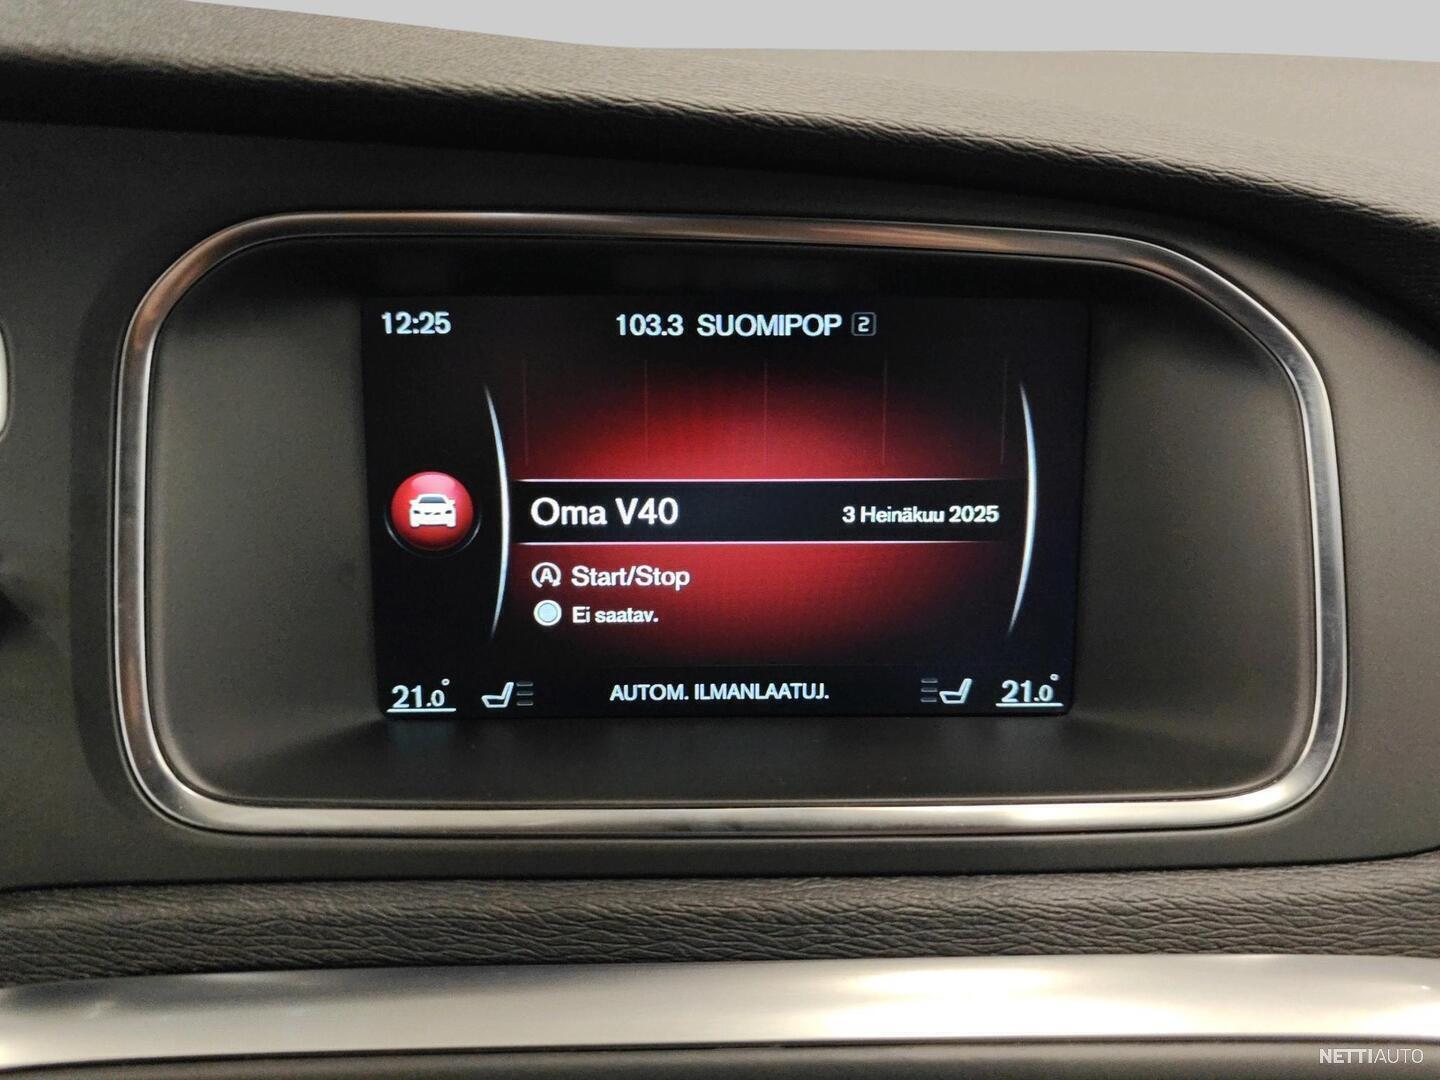 12:25
103.3 SUOMIPOP 2
Oma V40
3 Heinäkuu 2025
A Start/Stop
Ei saatav.
21.0°
AUTOM. ILMANLAATUJ.
21.0°
NETTIAUTO